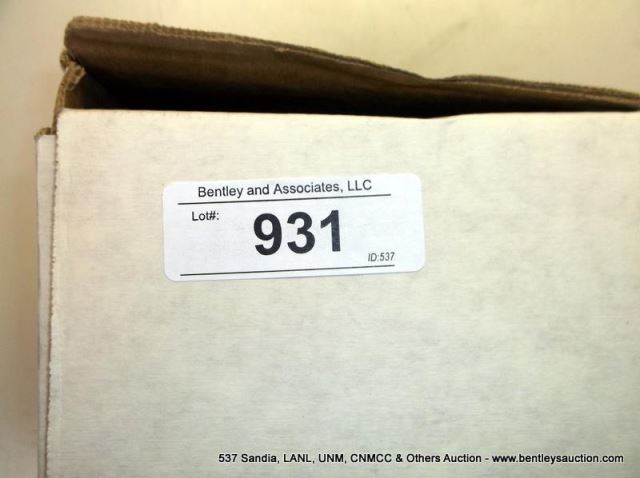 Bentley and Associates, LLC
Lot#:
931
ID:537
537 Sandia, LANL, UNM, CNMCC & Others Auction - www.bentleysauction.com